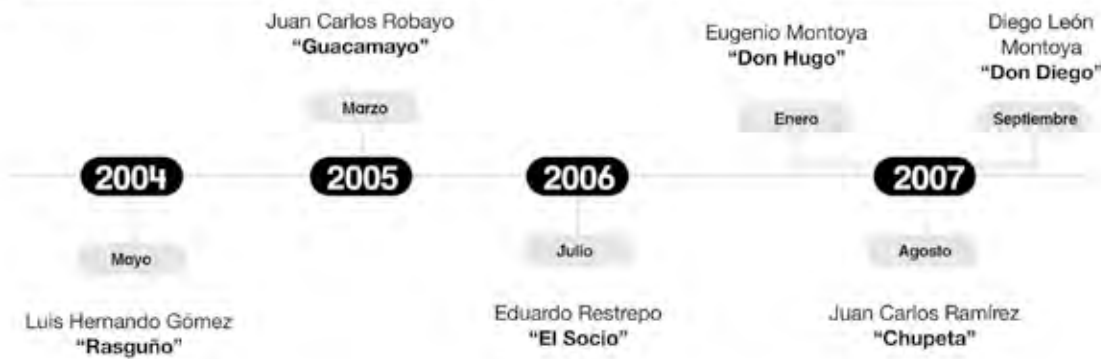 Juan Carlos Robayo
“Guacamayo”
Eugenio Montoya
“Don Hugo”
Diego León
Montoya
“Don Diego”
Marzo
Enero
Septiembre
2004
2005
2006
2007
Mayo
Julio
Agosto
Luis Hernando Gómez
“Rasguño”
Eduardo Restrepo
“El Socio”
Juan Carlos Ramírez
“Chupeta”